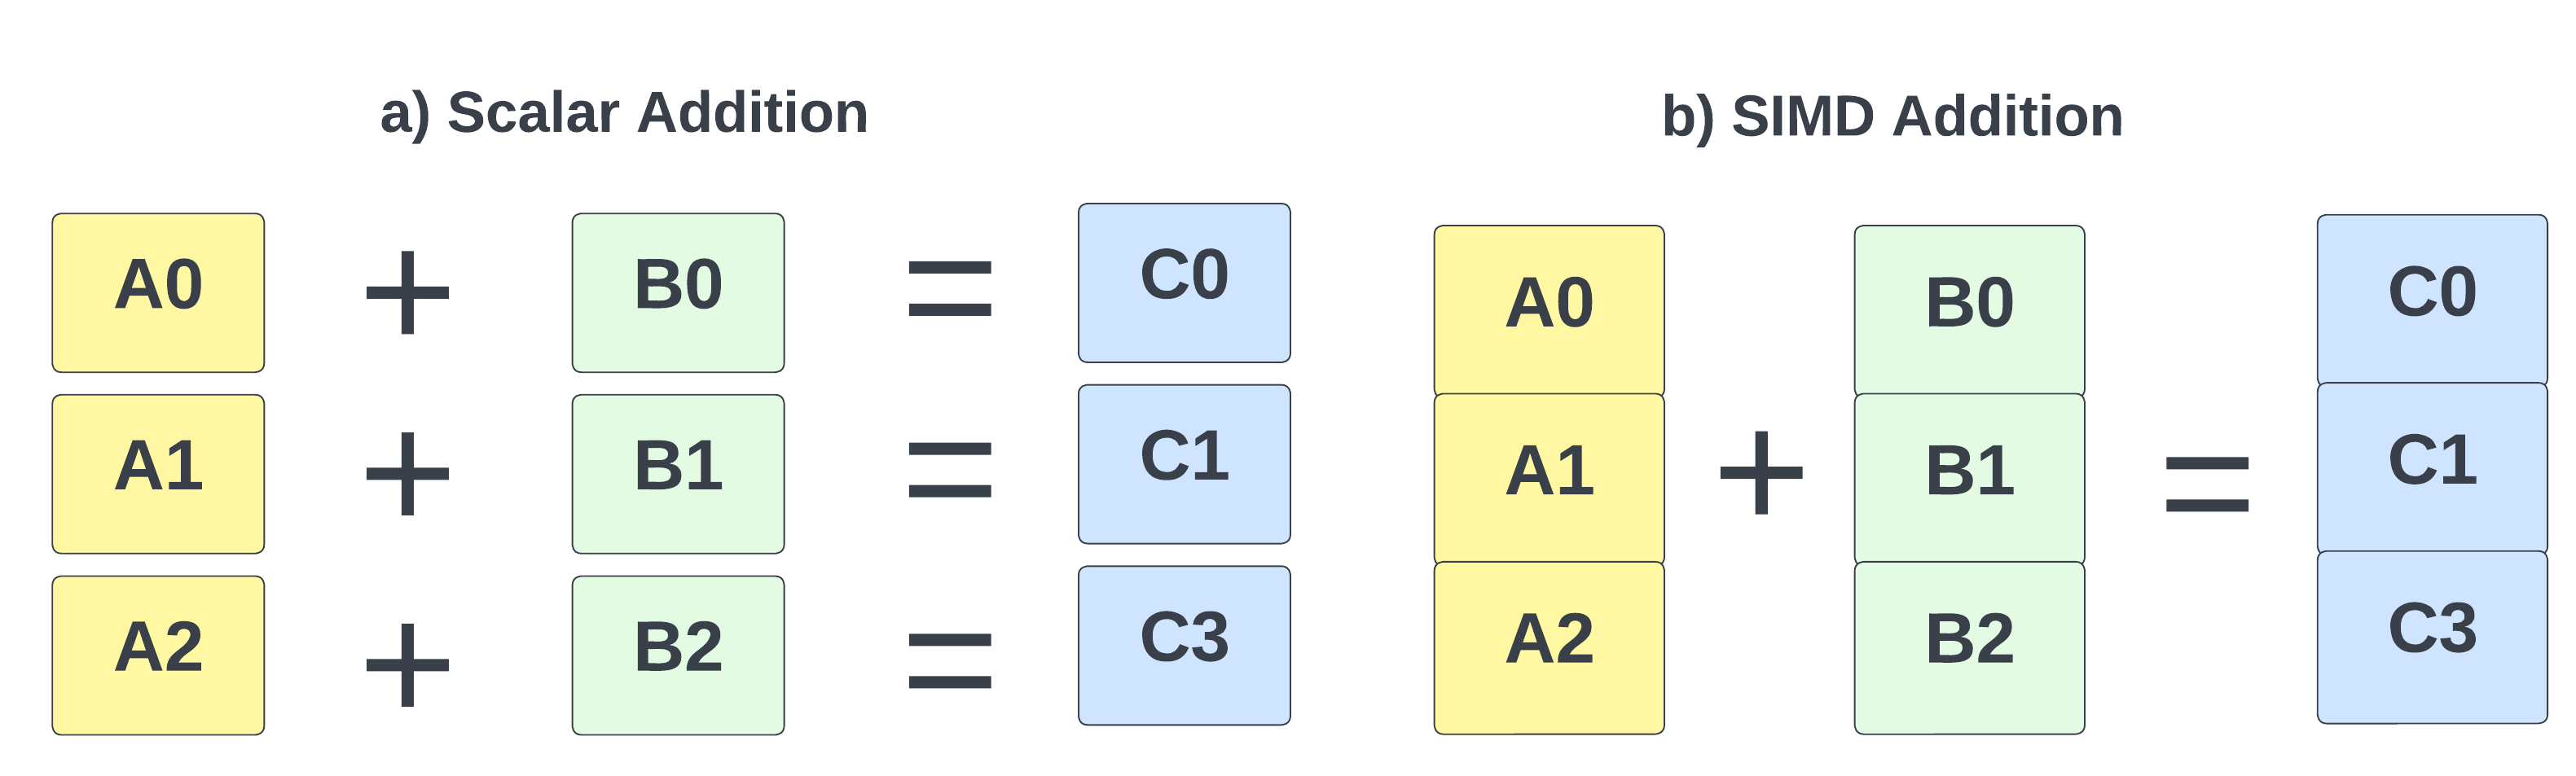 a) Scalar Addition
A0 + B0 = C0
A1 + B1 = C1
A2 + B2 = C3
b) SIMD Addition
A0 B0 C0
A1 + B1 = C1
A2 B2 C3